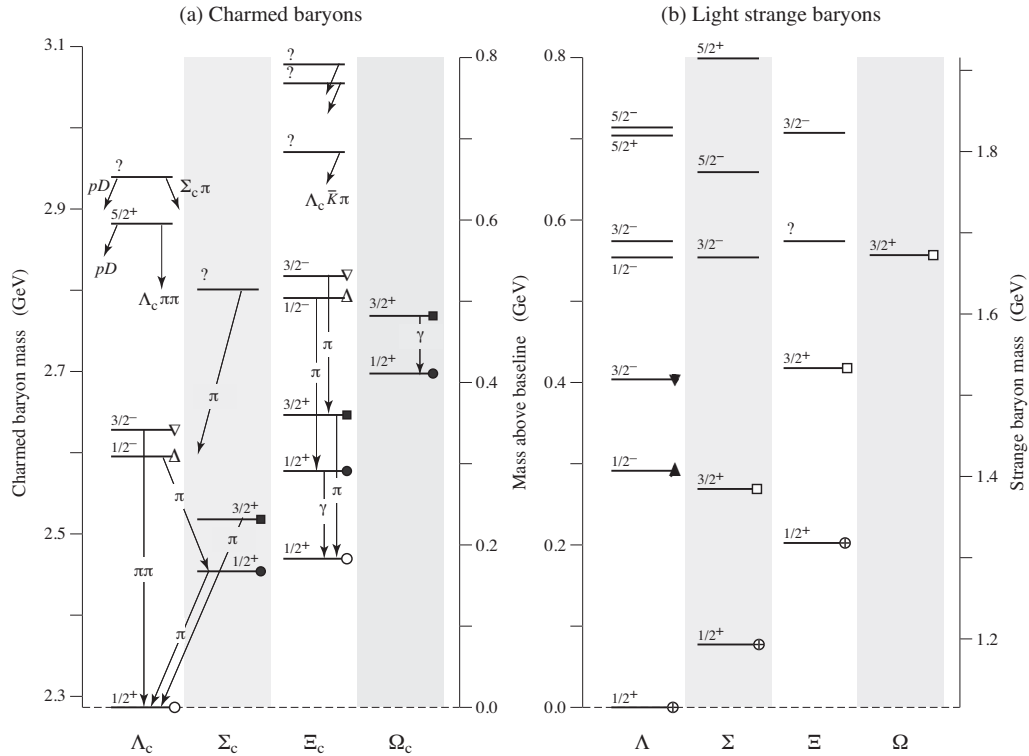 (a) Charmed baryons
(b) Light strange baryons
Charmed baryon mass (GeV)
3.1
2.9
2.7
2.5
2.3
?
pD
Σcπ
5/2+
pD
Λc ππ
3/2−
1/2−
π
ππ
π
1/2+
Λc
?
π
3/2+
π
1/2+
Σc
?
?
?
Λc K̄π
3/2−
1/2−
π
π
3/2+
1/2+
γ
π
1/2+
Ξc
3/2+
γ
1/2+
Ωc
0.8
0.6
0.4
0.2
0.0
Mass above baseline (GeV)
0.8
0.6
0.4
0.2
0.0
5/2−
5/2+
3/2−
1/2−
3/2−
1/2−
1/2+
Λ
5/2+
5/2−
3/2−
3/2+
1/2+
Σ
3/2−
?
3/2+
1/2+
Ξ
3/2+
Ω
1.8
1.6
1.4
1.2
Strange baryon mass (GeV)